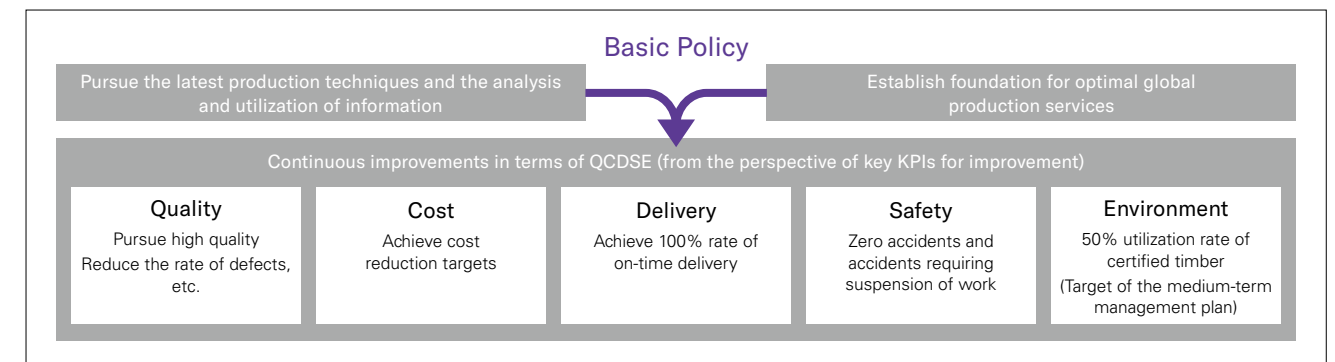 Basic Policy
Pursue the latest production techniques and the analysis
and utilization of information
Establish foundation for optimal global
production services
Continuous improvements in terms of QCDSE (from the perspective of key KPIs for improvement)
Quality
Pursue high quality
Reduce the rate of defects,
etc.
Cost
Achieve cost
reduction targets
Delivery
Achieve 100% rate of
on-time delivery
Safety
Zero accidents and
accidents requiring
suspension of work
Environment
50% utilization rate of
certified timber
(Target of the medium-term
management plan)